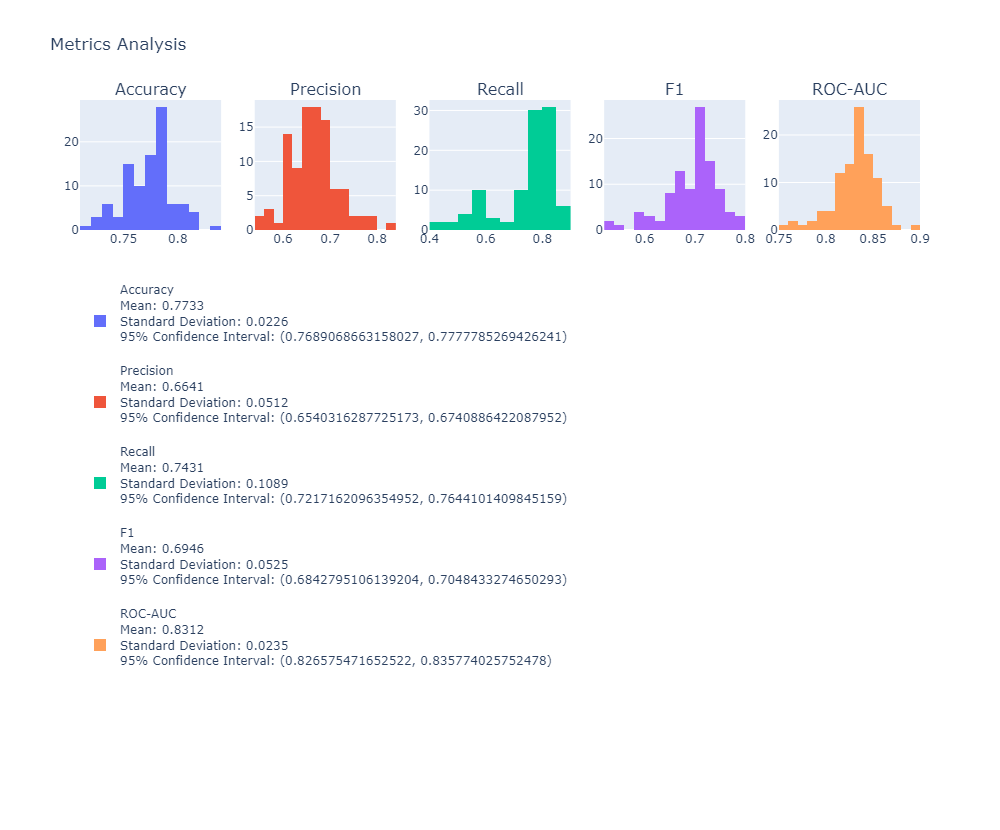 Metrics Analysis
Accuracy Precision Recall F1 ROC-AUC
20
10
0
0.75 0.8
15
10
5
0
0.6 0.7 0.8
30
20
10
0
0.4 0.6 0.8
20
10
0
0.6 0.7 0.8
20
10
0
0.75 0.8 0.85 0.9
Accuracy
Mean: 0.7733
Standard Deviation: 0.0226
95% Confidence Interval: (0.7689068663158027, 0.7777785269426241)
Precision
Mean: 0.6641
Standard Deviation: 0.0512
95% Confidence Interval: (0.6540316287725173, 0.6740886422087952)
Recall
Mean: 0.7431
Standard Deviation: 0.1089
95% Confidence Interval: (0.7217162096354952, 0.7644101409845159)
F1
Mean: 0.6946
Standard Deviation: 0.0525
95% Confidence Interval: (0.6842795106139204, 0.7048433274650293)
ROC-AUC
Mean: 0.8312
Standard Deviation: 0.0235
95% Confidence Interval: (0.826575471652522, 0.835774025752478)